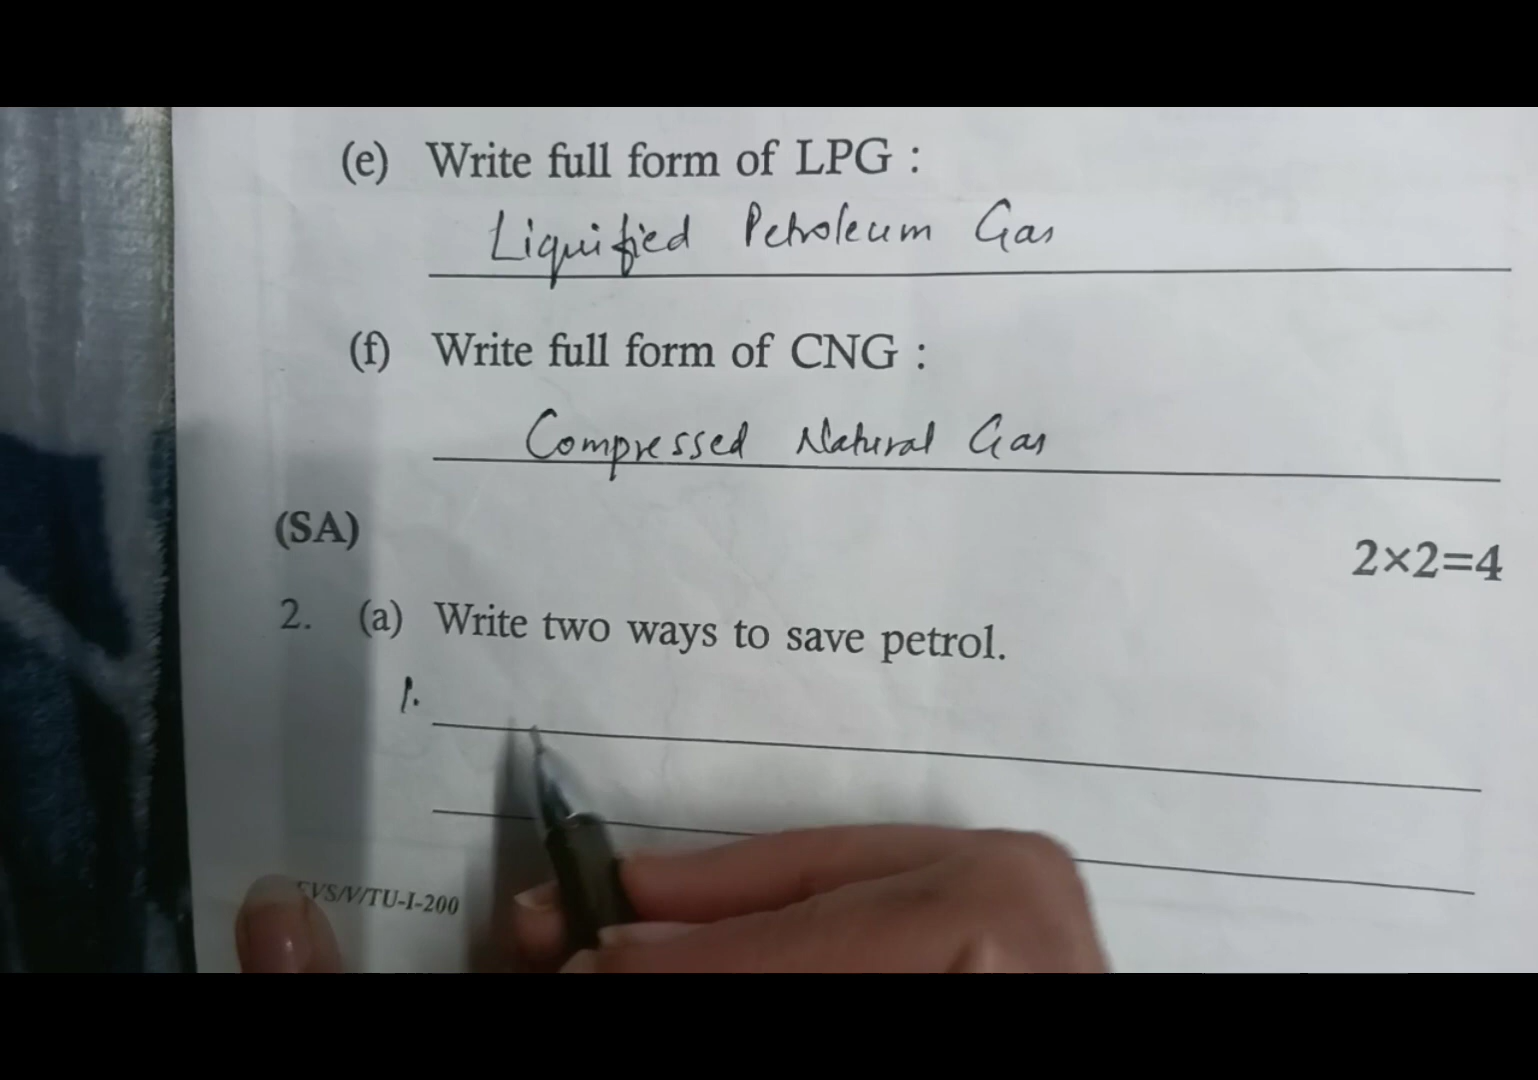 (e) Write full form of LPG :
Liquified Petroleum Gas
(f) Write full form of CNG :
Compressed Natural Gas
(SA)
2×2=4
2. (a) Write two ways to save petrol.
1.
EVS/V/TU-I-200